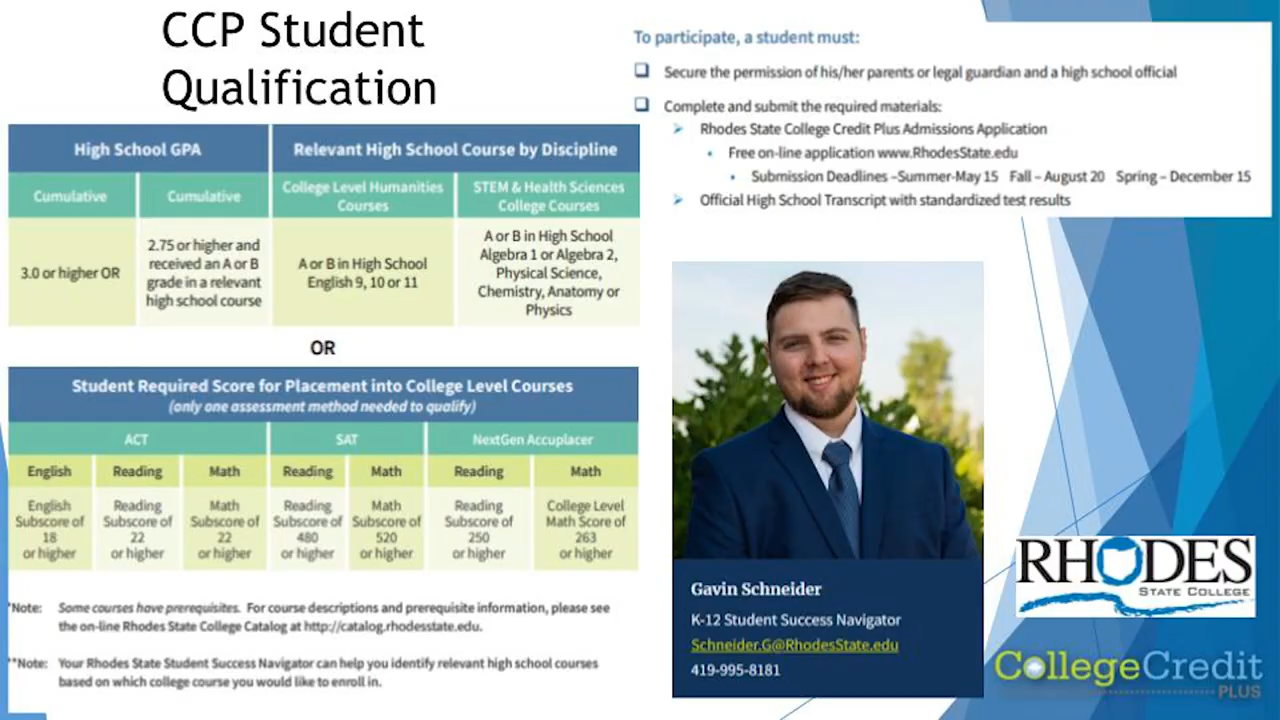 CCP Student
Qualification
High School GPA
Relevant High School Course by Discipline
Cumulative
Cumulative
College Level Humanities
Courses
STEM & Health Sciences
College Courses
3.0 or higher OR
2.75 or higher and
received an A or B
grade in a relevant
high school course
A or B in High School
English 9, 10 or 11
A or B in High School
Algebra 1 or Algebra 2,
Physical Science,
Chemistry, Anatomy or
Physics
OR
Student Required Score for Placement into College Level Courses
(only one assessment method needed to qualify)
ACT
SAT
NextGen Accuplacer
English
Reading
Math
Reading
Math
Reading
Math
English
Subscore of
18
or higher
Reading
Subscore of
22
or higher
Math
Subscore of
22
or higher
Reading
Subscore of
480
or higher
Math
Subscore of
520
or higher
Reading
Subscore of
250
or higher
College Level
Math Score of
263
or higher
*Note: Some courses have prerequisites. For course descriptions and prerequisite information, please see
the on-line Rhodes State College Catalog at http://catalog.rhodesstate.edu.
**Note: Your Rhodes State Student Success Navigator can help you identify relevant high school courses
based on which college course you would like to enroll in.
To participate, a student must:
Secure the permission of his/her parents or legal guardian and a high school official
Complete and submit the required materials:
Rhodes State College Credit Plus Admissions Application
Free on-line application www.RhodesState.edu
Submission Deadlines –Summer-May 15 Fall – August 20 Spring – December 15
Official High School Transcript with standardized test results
Gavin Schneider
K-12 Student Success Navigator
Schneider.G@RhodesState.edu
419-995-8181
RHODES
STATE COLLEGE
CollegeCredit
PLUS